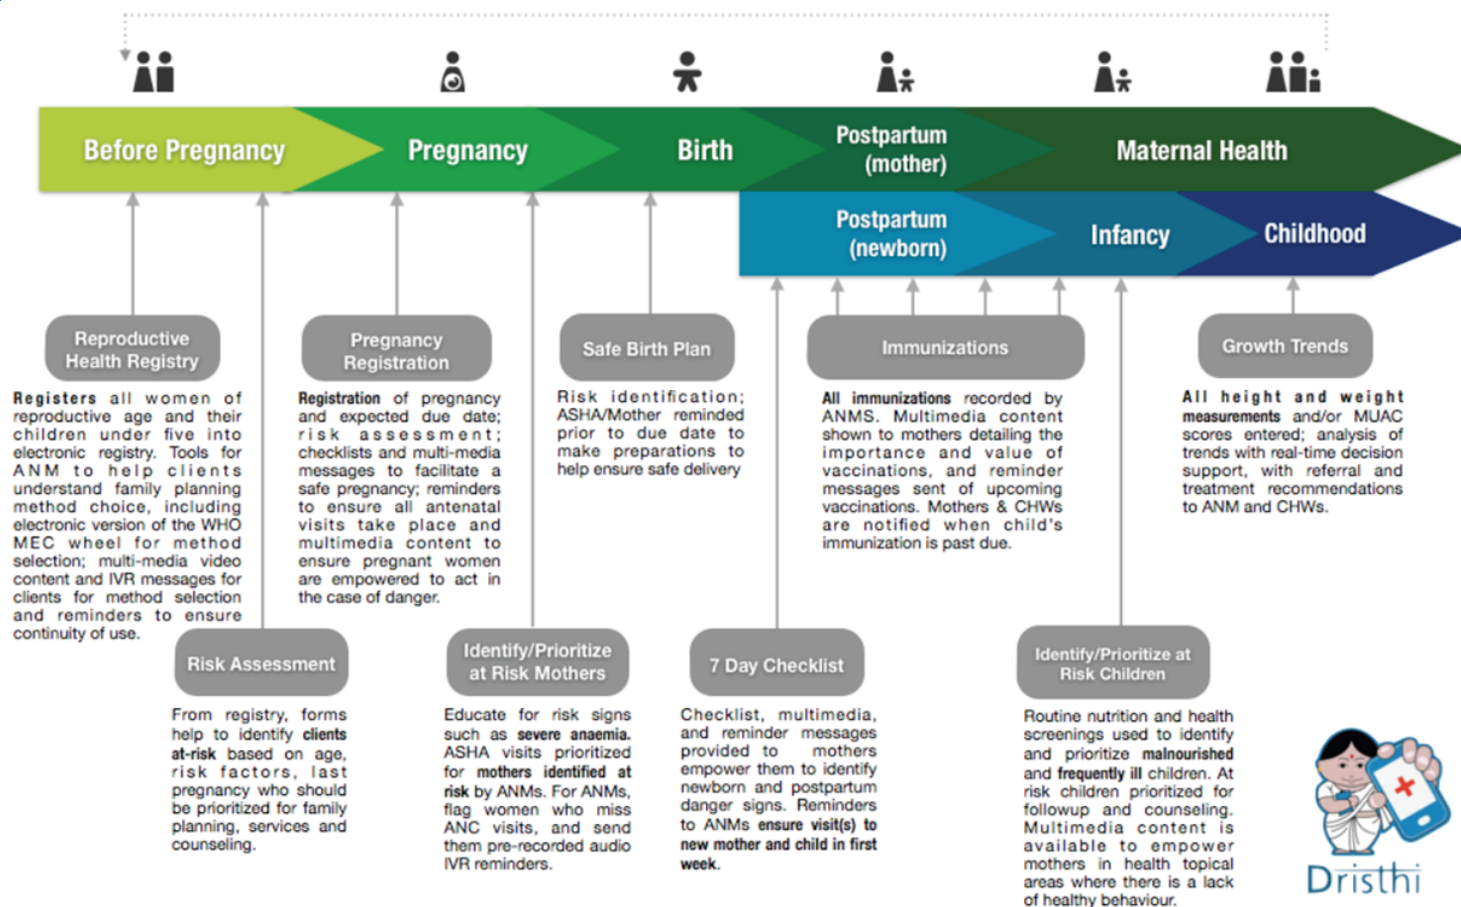 Before Pregnancy
Pregnancy
Birth
Postpartum
(mother)
Maternal Health
Postpartum
(newborn)
Infancy
Childhood
Reproductive
Health Registry
Registers all women of
reproductive age and their
children under five into
electronic registry. Tools for
ANM to help clients
understand family planning
method choice, including
electronic version of the WHO
MEC wheel for method
selection; multi-media video
content and IVR messages for
clients for method selection
and reminders to ensure
continuity of use.
Pregnancy
Registration
Registration of pregnancy
and expected due date;
risk assessment;
checklists and multi-media
messages to facilitate a
safe pregnancy; reminders
to ensure all antenatal
visits take place and
multimedia content to
ensure pregnant women
are empowered to act in
the case of danger.
Safe Birth Plan
Risk identification;
ASHA/Mother reminded
prior to due date to
make preparations to
help ensure safe delivery
Immunizations
All immunizations recorded by
ANMS. Multimedia content
shown to mothers detailing the
importance and value of
vaccinations, and reminder
messages sent of upcoming
vaccinations. Mothers & CHWs
are notified when child's
immunization is past due.
Growth Trends
All height and weight
measurements and/or MUAC
scores entered; analysis of
trends with real-time decision
support, with referral and
treatment recommendations
to ANM and CHWs.
Risk Assessment
From registry, forms
help to identify clients
at-risk based on age,
risk factors, last
pregnancy who should
be prioritized for family
planning, services and
counseling.
Identify/Prioritize
at Risk Mothers
Educate for risk signs
such as severe anaemia.
ASHA visits prioritized
for mothers identified at
risk by ANMs. For ANMs,
flag women who miss
ANC visits, and send
them pre-recorded audio
IVR reminders.
7 Day Checklist
Checklist, multimedia,
and reminder messages
provided to mothers
empower them to identify
newborn and postpartum
danger signs. Reminders
to ANMs ensure visit(s) to
new mother and child in first
week.
Identify/Prioritize at
Risk Children
Routine nutrition and health
screenings used to identify
and prioritize malnourished
and frequently ill children. At
risk children prioritized for
followup and counseling.
Multimedia content is
available to empower
mothers in health topical
areas where there is a lack
of healthy behaviour.
Dristhi